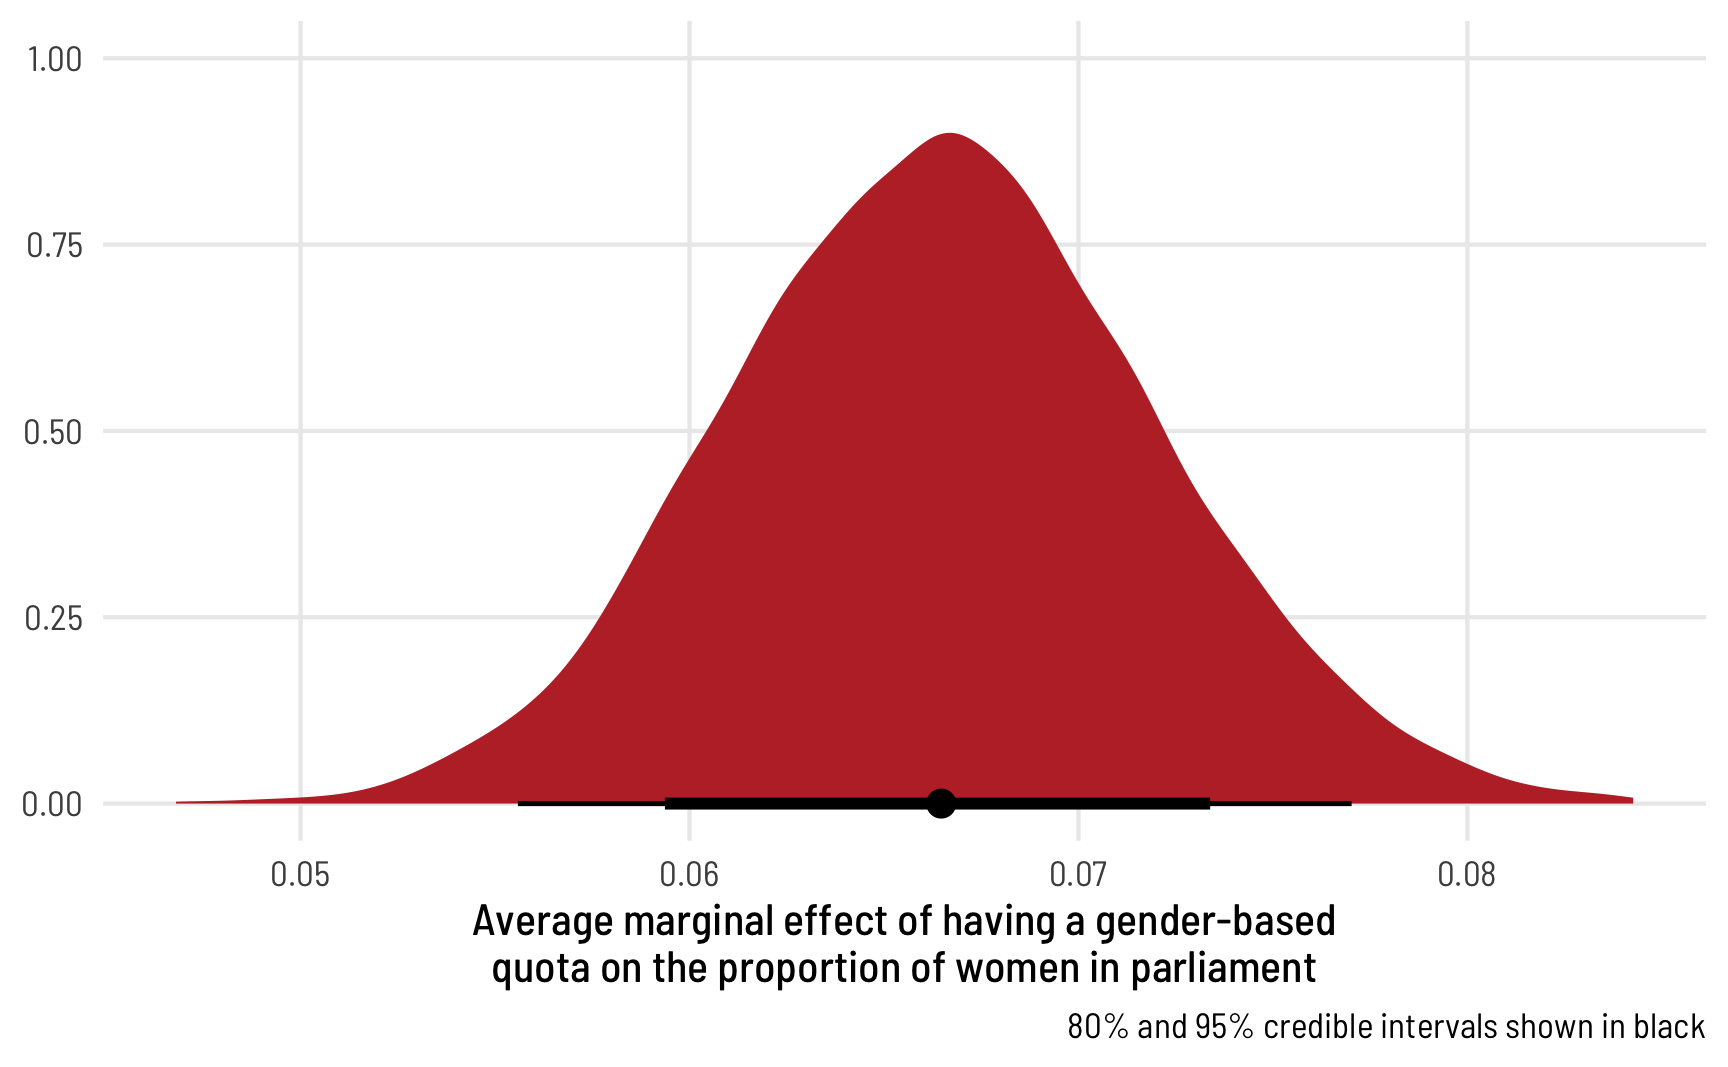 1.00
0.75
0.50
0.25
0.00
0.05 0.06 0.07 0.08
Average marginal effect of having a gender-based
quota on the proportion of women in parliament
80% and 95% credible intervals shown in black